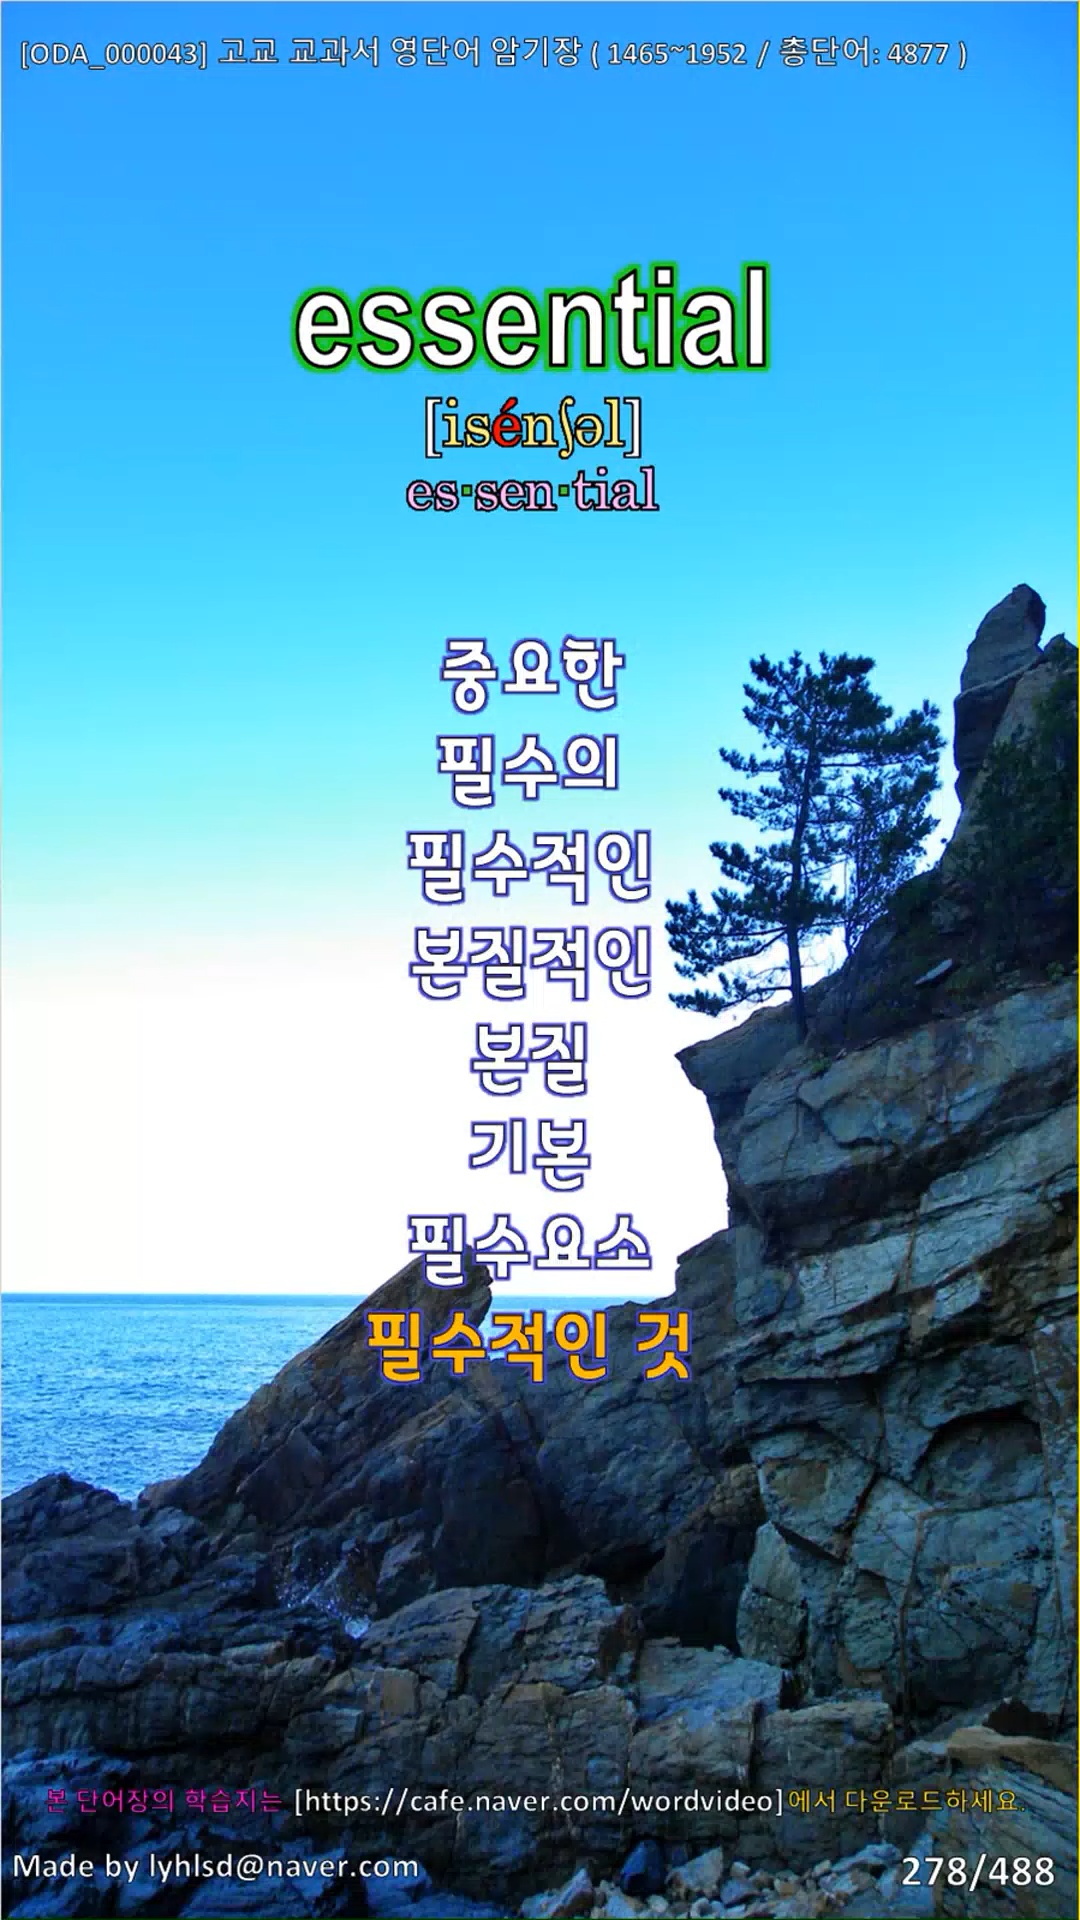 [ODA_000043] 고교 교과서 영단어 암기장 ( 1465~1952 / 총단어: 4877 )
essential
[isénʃəl]
es·sen·tial
중요한
필수의
필수적인
본질적인
본질
기본
필수요소
필수적인 것
본 단어장의 학습지는 [https://cafe.naver.com/wordvideo]에서 다운로드하세요.
Made by lyhlsd@naver.com
278/488